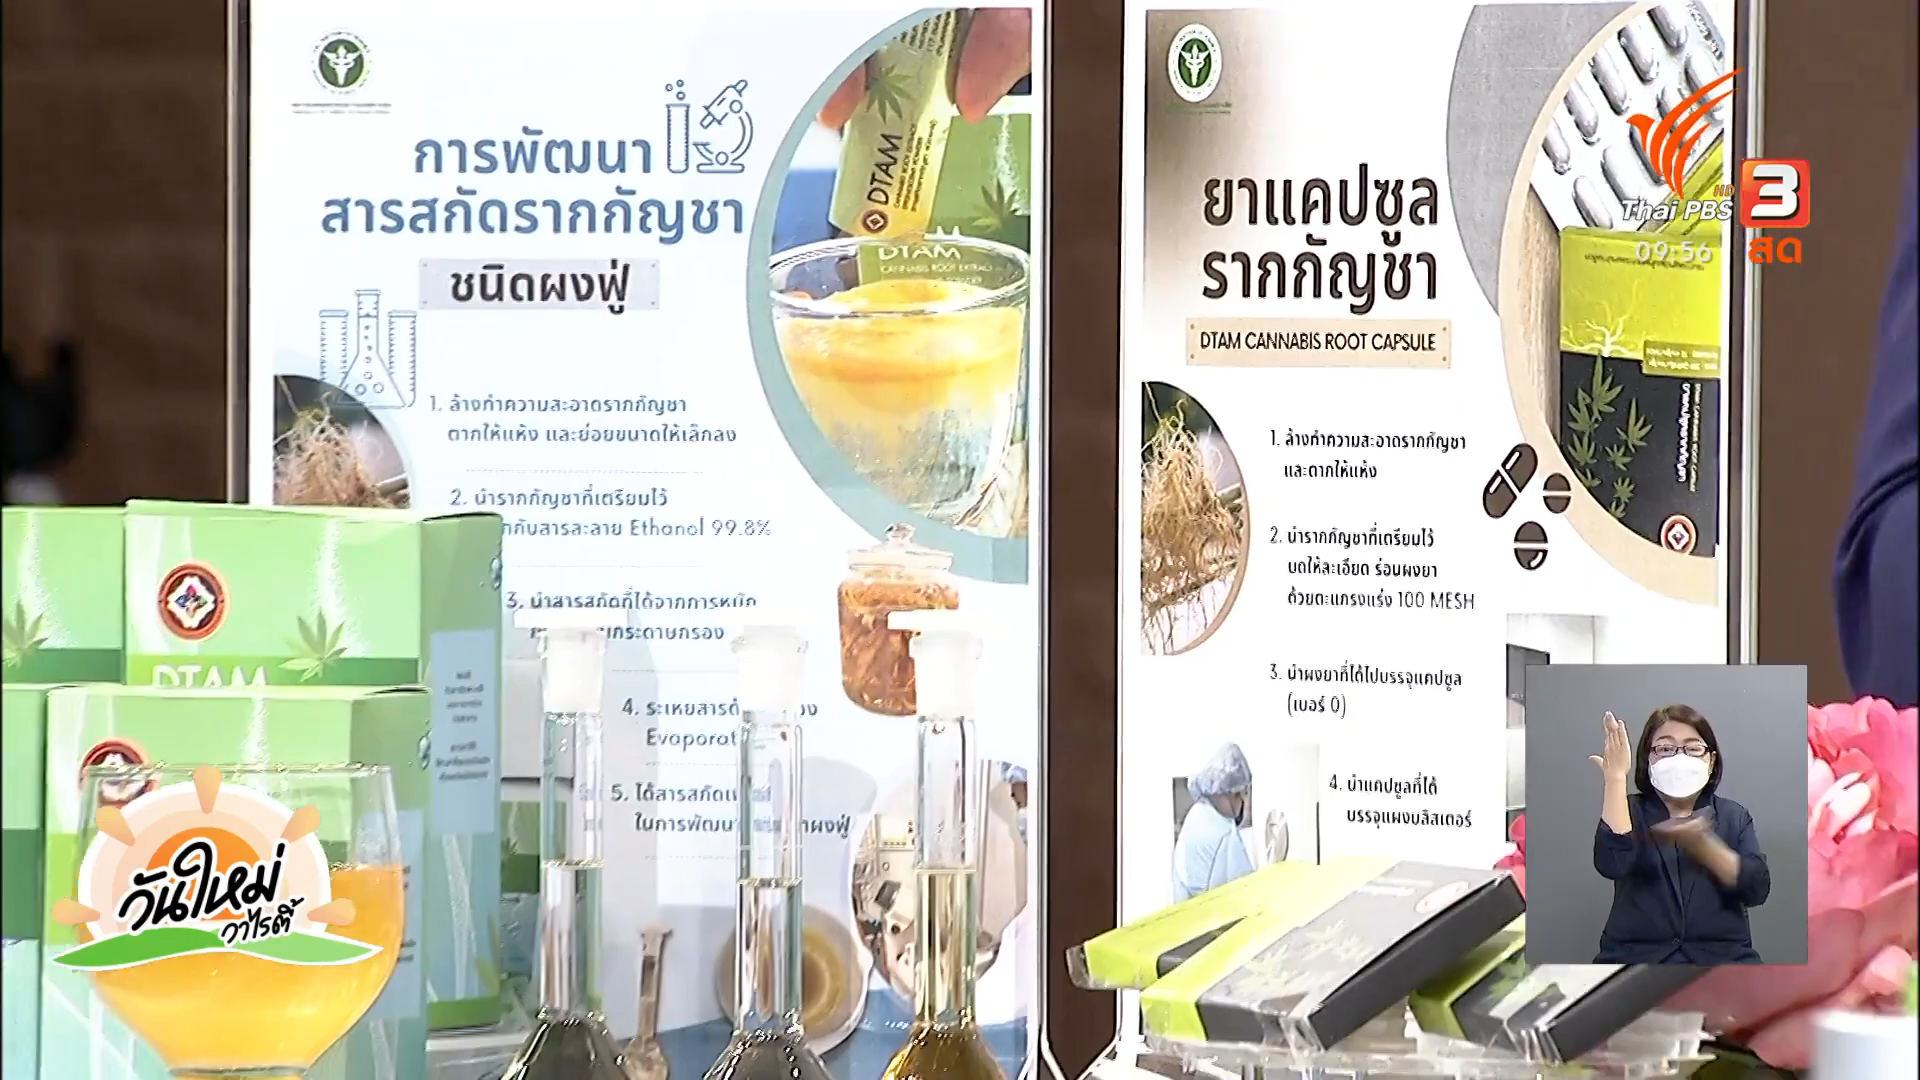 การพัฒนา
สารสกัดรากกัญชา
ชนิดผงฟู่
1. ล้างทำความสะอาดรากกัญชา
ตากให้แห้ง และย่อยขนาดให้เล็กลง
2. นำรากกัญชาที่เตรียมไว้
กับสารละลาย Ethanol 99.8%
3. นำสารสกัดที่ได้จากการหมัก
กระดาษกรอง
4. ระเหยสาร
5. ได้สารสกัด
ในการพัฒนา
ผงฟู่
DTAM
DTAM
CANNABIS ROOT EXTRACT
DTAM
ยาแคปซูล
รากกัญชา
DTAM CANNABIS ROOT CAPSULE
1. ล้างทำความสะอาดรากกัญชา
และตากให้แห้ง
2. นำรากกัญชาที่เตรียมไว้
บดให้ละเอียด ร่อนผงยา
ด้วยตะแกรงแร่ง 100 MESH
3. นำผงยาที่ได้ไปบรรจุแคปซูล
(เบอร์ 0)
4. นำแคปซูลที่ได้
บรรจุแผงบลิสเตอร์
HD
Thai PBS 3
09:56 สด
วันใหม่
วาไรตี้